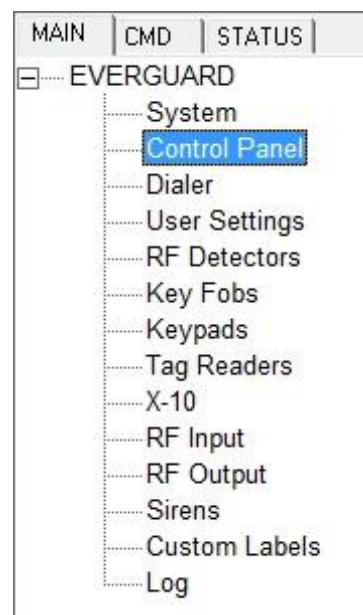 MAIN CMD STATUS
EVERGUARD
System
Control Panel
Dialer
User Settings
RF Detectors
Key Fobs
Keypads
Tag Readers
X-10
RF Input
RF Output
Sirens
Custom Labels
Log